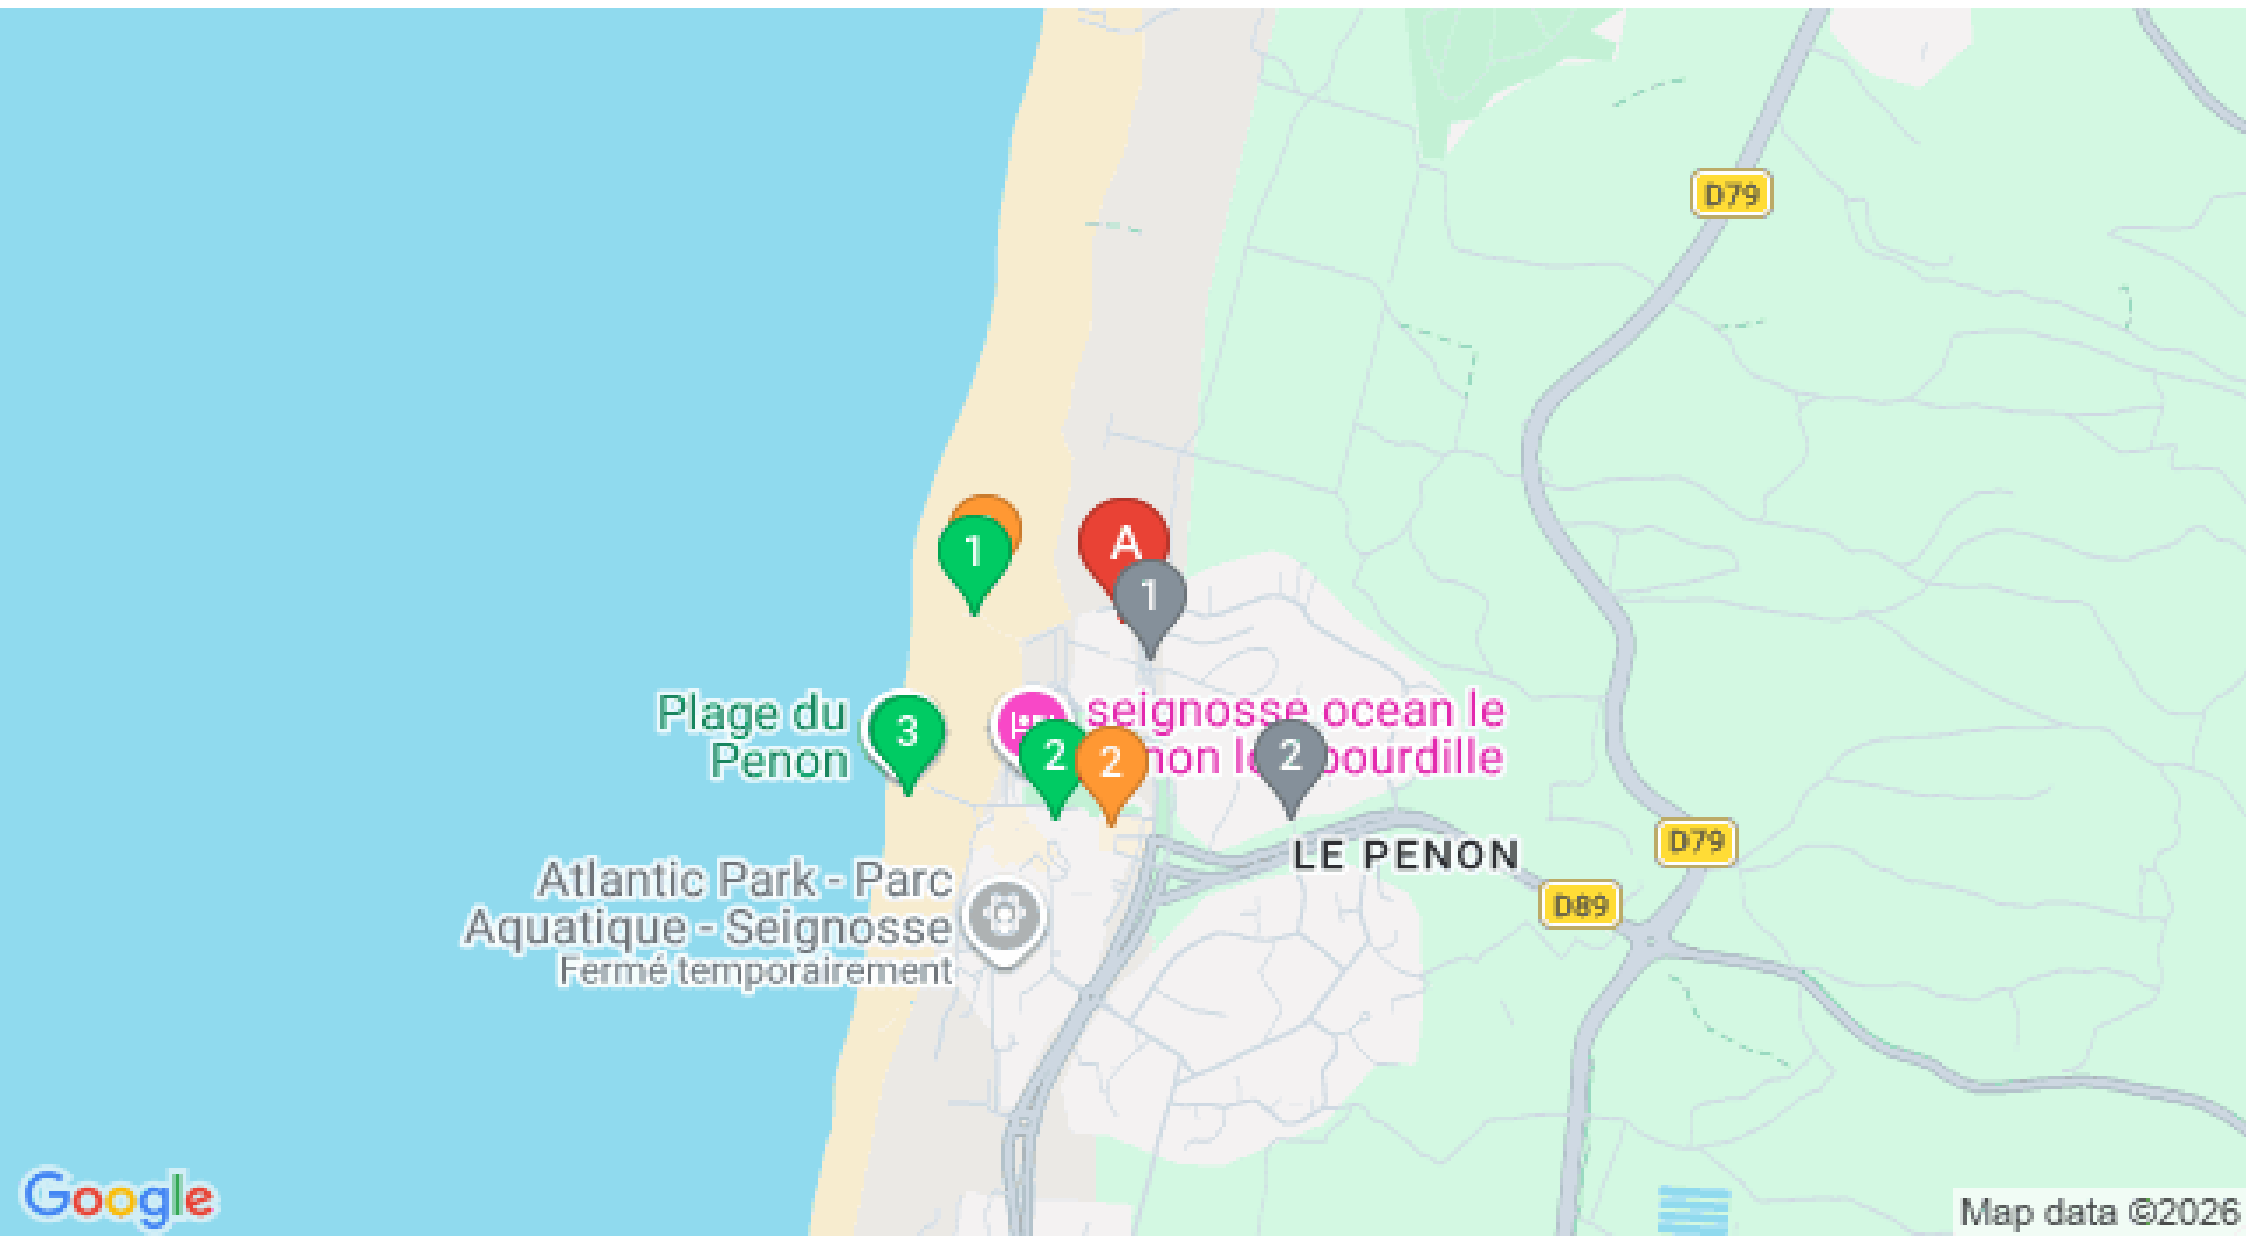 D79
A
1
1
Plage du
Penon
3
seignosse ocean le
2
2
2
bourdille
D79
LE PENON
Atlantic Park - Parc
Aquatique - Seignosse
Fermé temporairement
D89
Google
Map data ©2026